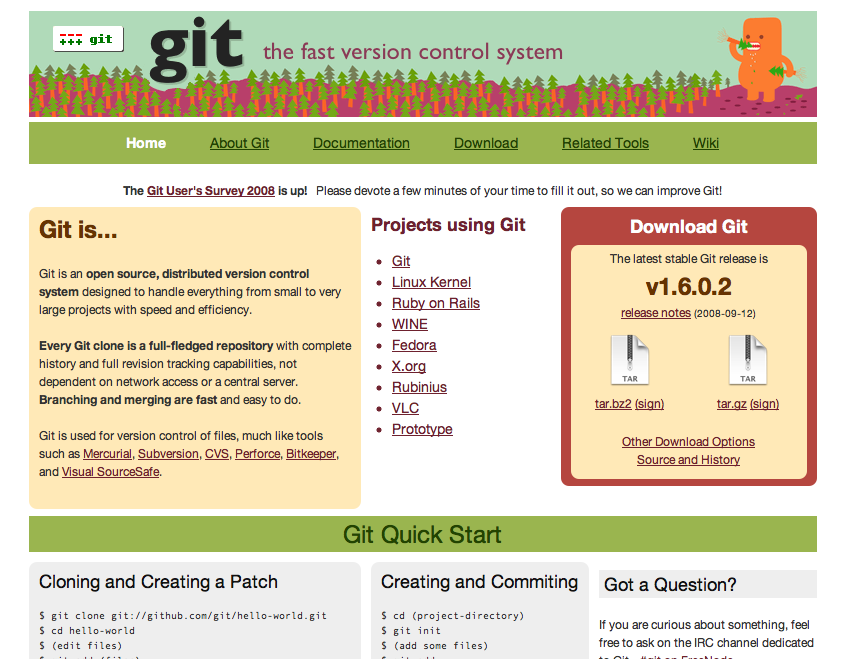 git
git
the fast version control system
Home About Git Documentation Download Related Tools Wiki
The Git User's Survey 2008 is up! Please devote a few minutes of your time to fill it out, so we can improve Git!
Git is...
Git is an open source, distributed version control
system designed to handle everything from small to very
large projects with speed and efficiency.
Every Git clone is a full-fledged repository with complete
history and full revision tracking capabilities, not
dependent on network access or a central server.
Branching and merging are fast and easy to do.
Git is used for version control of files, much like tools
such as Mercurial, Subversion, CVS, Perforce, Bitkeeper,
and Visual SourceSafe.
Projects using Git
Git
Linux Kernel
Ruby on Rails
WINE
Fedora
X.org
Rubinius
VLC
Prototype
Download Git
The latest stable Git release is
v1.6.0.2
release notes (2008-09-12)
TAR TAR
tar.bz2 (sign) tar.gz (sign)
Other Download Options
Source and History
Git Quick Start
Cloning and Creating a Patch
$ git clone git://github.com/git/hello-world.git
$ cd hello-world
$ (edit files)
Creating and Commiting
$ cd (project-directory)
$ git init
$ (add some files)
Got a Question?
If you are curious about something, feel
free to ask on the IRC channel dedicated